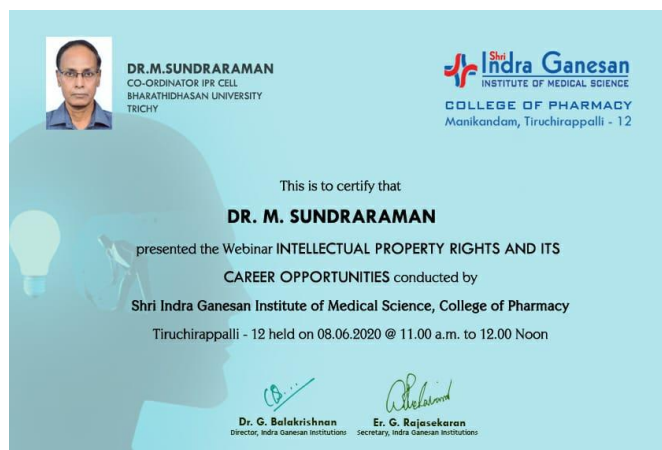 DR.M.SUNDRARAMAN
CO-ORDINATOR IPR CELL
BHARATHIDHASAN UNIVERSITY
TRICHY
Shri
Indra Ganesan
INSTITUTE OF MEDICAL SCIENCE
COLLEGE OF PHARMACY
Manikandam, Tiruchirappalli - 12
This is to certify that
DR. M. SUNDRARAMAN
presented the Webinar INTELLECTUAL PROPERTY RIGHTS AND ITS
CAREER OPPORTUNITIES conducted by
Shri Indra Ganesan Institute of Medical Science, College of Pharmacy
Tiruchirappalli - 12 held on 08.06.2020 @ 11.00 a.m. to 12.00 Noon
Dr. G. Balakrishnan
Director, Indra Ganesan Institutions
Er. G. Rajasekaran
Secretary, Indra Ganesan Institutions